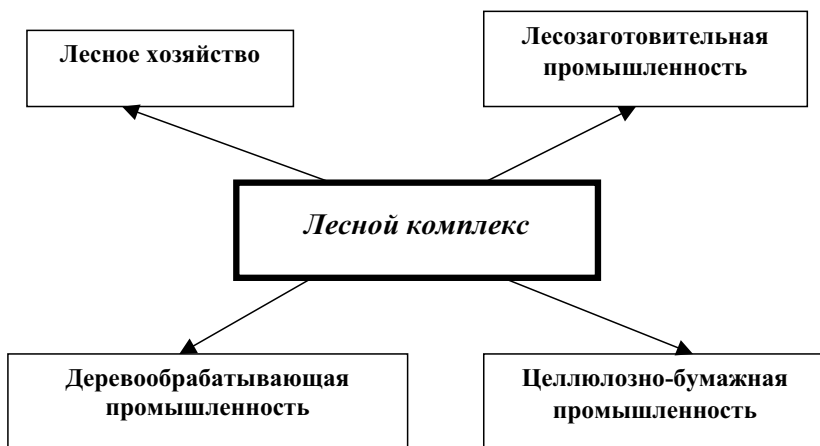 Лесное хозяйство
Лесозаготовительная
промышленность
Лесной комплекс
Деревообрабатывающая
промышленность
Целлюлозно-бумажная
промышленность